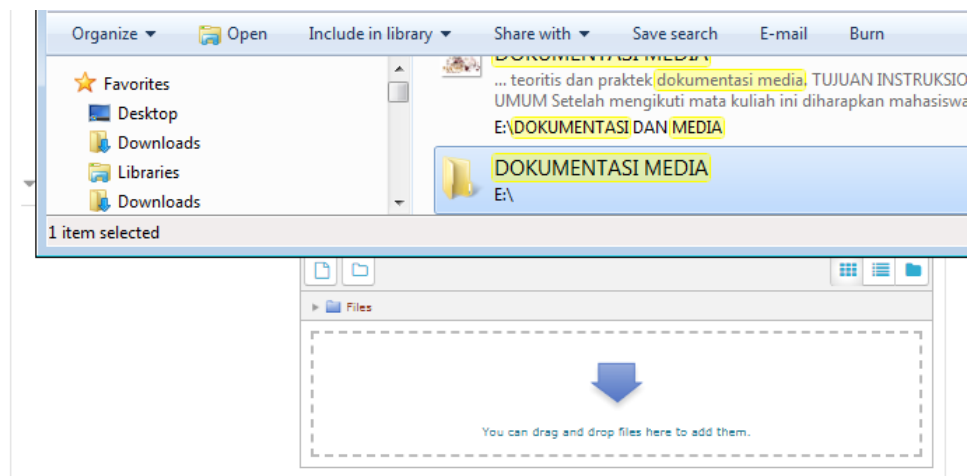 Organize Open Include in library Share with Save search E-mail Burn
Favorites
Desktop
Downloads
Libraries
Downloads
DOKUMENTASI MEDIA
... teoritis dan praktek dokumentasi media. TUJUAN INSTRUKSIO
UMUM Setelah mengikuti mata kuliah ini diharapkan mahasiswa
E:\DOKUMENTASI DAN MEDIA
DOKUMENTASI MEDIA
E:\
1 item selected
Files
You can drag and drop files here to add them.